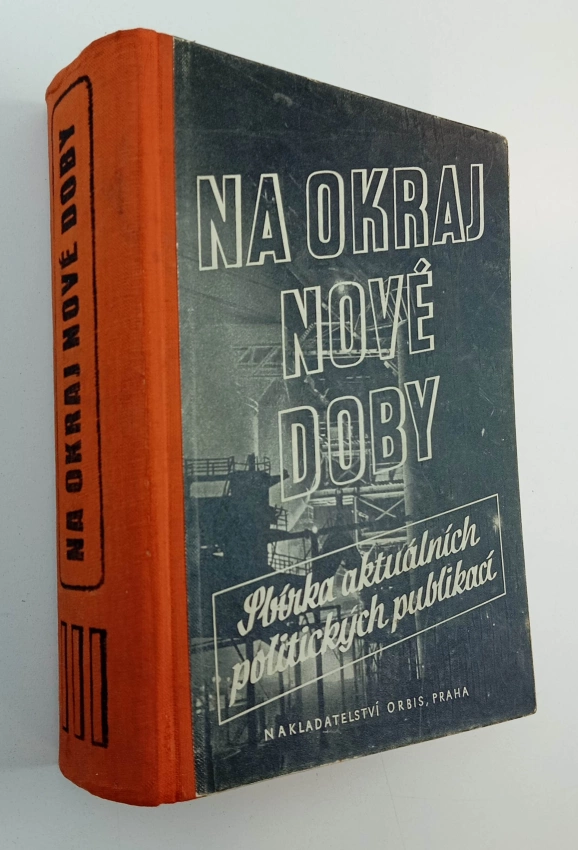 NA OKRAJ NOVÉ DOBY
III
NA OKRAJ
NOVÉ
DOBY
Sbírka aktuálních
politických publikací
NAKLADATELSTVÍ ORBIS, PRAHA